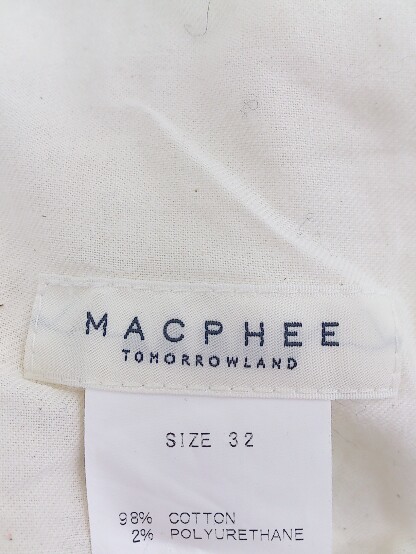 MACPHEE
TOMORROWLAND
SIZE 32
98% COTTON
2% POLYURETHANE